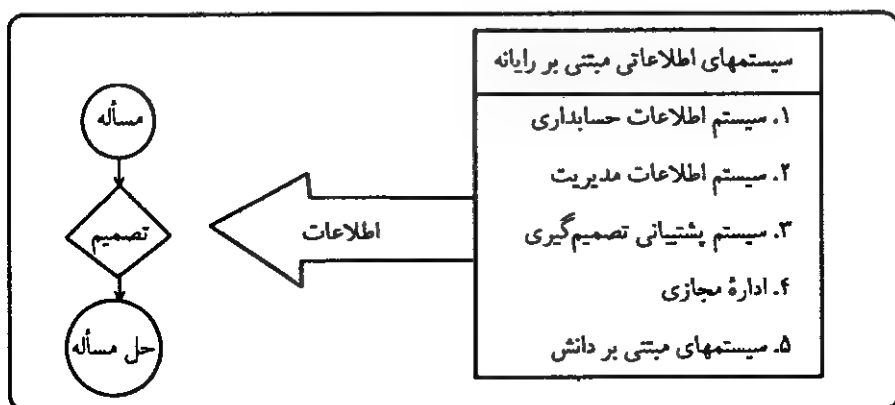 سیستمهای اطلاعاتی مبتنی بر رایانه
۱. سیستم اطلاعات حسابداری
۲. سیستم اطلاعات مدیریت
۳. سیستم پشتیبانی تصمیم‌گیری
۴. ادارهٔ مجازی
۵. سیستمهای مبتنی بر دانش
اطلاعات
مسأله
تصمیم
حل مسأله